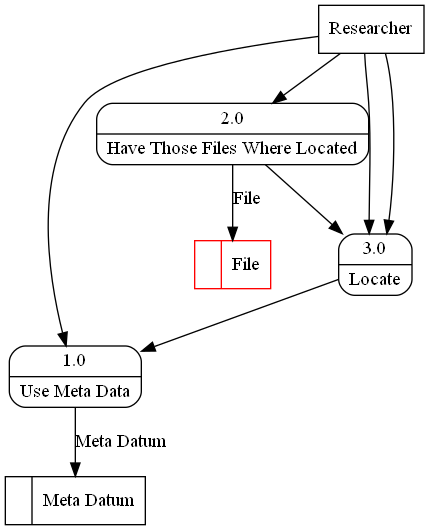 Researcher
2.0
Have Those Files Where Located
File
File
3.0
Locate
1.0
Use Meta Data
Meta Datum
Meta Datum